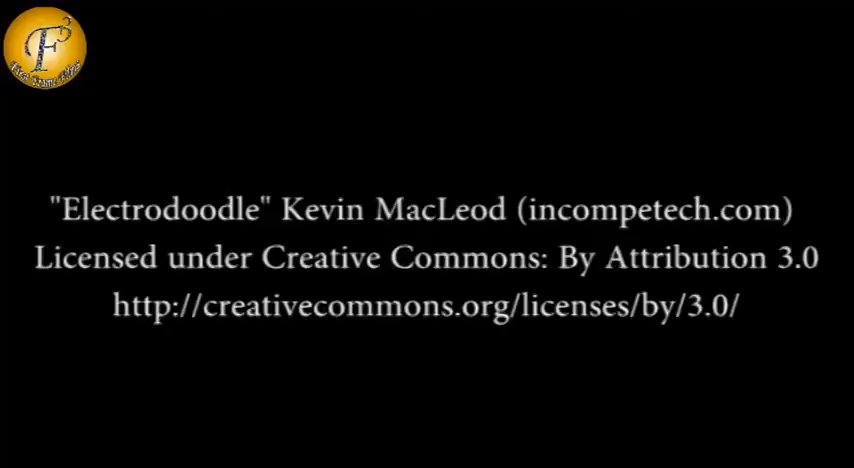 F3
"Electrodoodle" Kevin MacLeod (incompetech.com)
Licensed under Creative Commons: By Attribution 3.0
http://creativecommons.org/licenses/by/3.0/